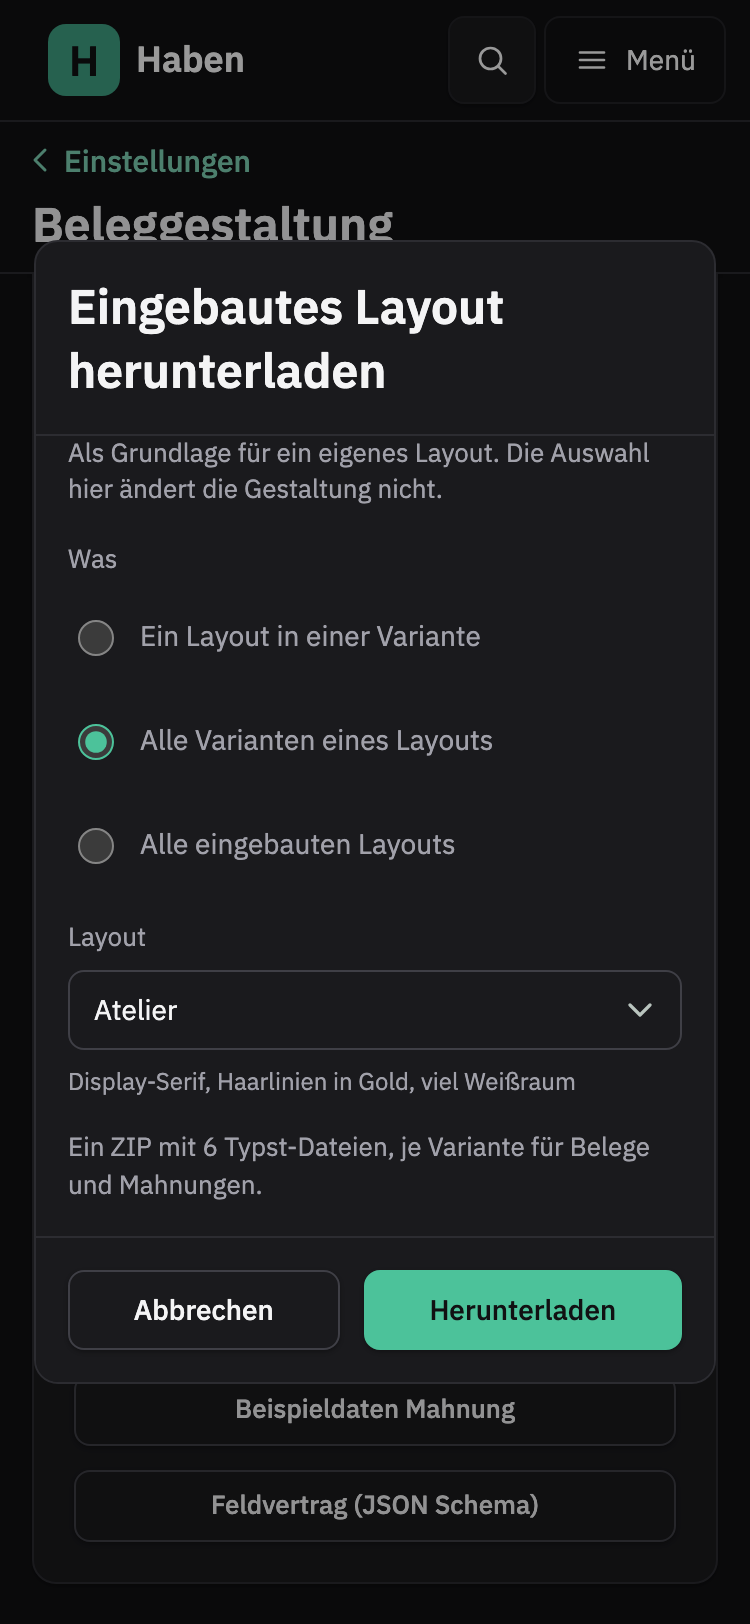 H Haben
Menü
Einstellungen
Beleggestaltung
Eingebautes Layout
herunterladen
Als Grundlage für ein eigenes Layout. Die Auswahl
hier ändert die Gestaltung nicht.
Was
Ein Layout in einer Variante
Alle Varianten eines Layouts
Alle eingebauten Layouts
Layout
Atelier
Display-Serif, Haarlinien in Gold, viel Weißraum
Ein ZIP mit 6 Typst-Dateien, je Variante für Belege
und Mahnungen.
Abbrechen
Herunterladen
Beispieldaten Mahnung
Feldvertrag (JSON Schema)